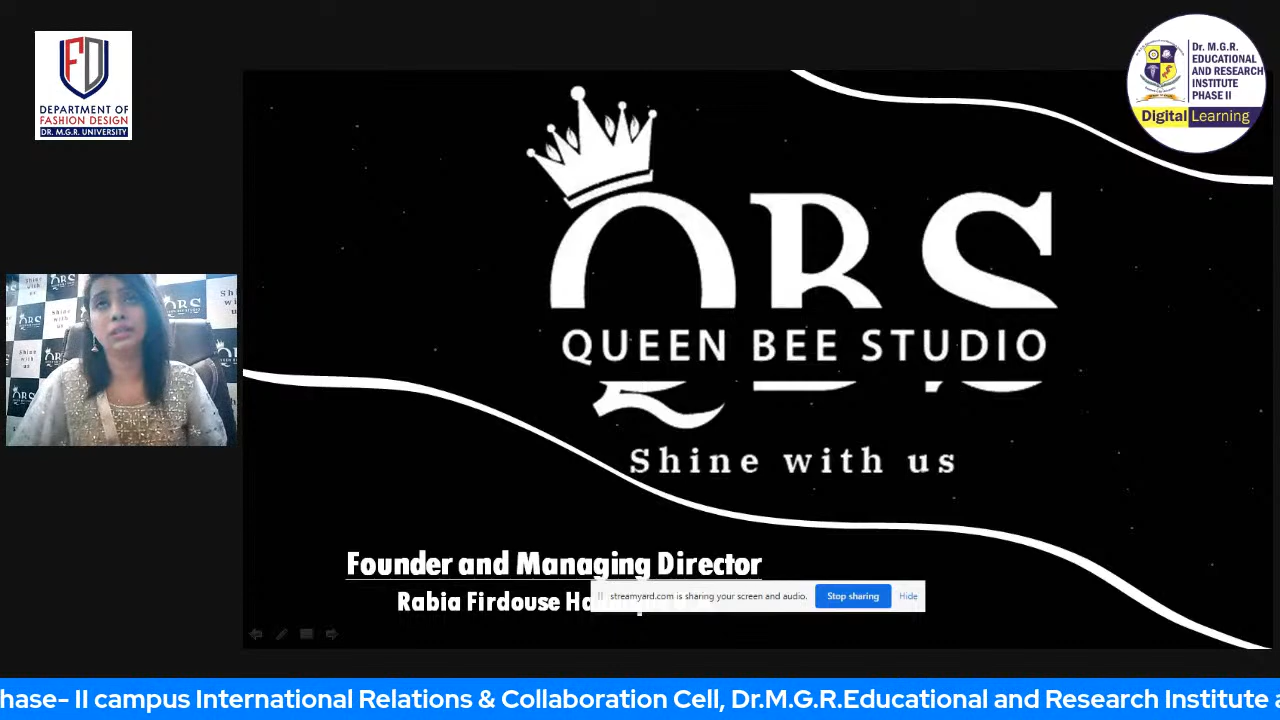 FD
DEPARTMENT OF
FASHION DESIGN
DR. M.G.R. UNIVERSITY
Dr. M.G.R.
EDUCATIONAL
AND RESEARCH
INSTITUTE
PHASE II
Digital Learning
QBS
QUEEN BEE STUDIO
Shine with us
Founder and Managing Director
Rabia Firdouse
streamyard.com is sharing your screen and audio.
Stop sharing
Hide
hase- II campus International Relations & Collaboration Cell, Dr.M.G.R.Educational and Research Institute a